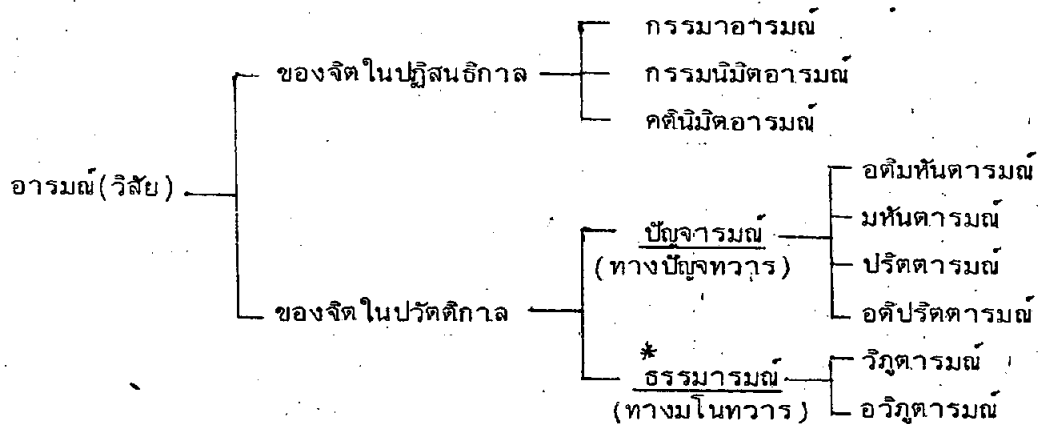 กรรมาอารมณ์
ของจิตในปฏิสนธิกาล
กรรมนิมิตอารมณ์
คตินิมิตอารมณ์
อารมณ์(วิสัย)
อติมหันตารมณ์
ปัญจารมณ์
มหันตารมณ์
(ทางปัญจทวาร)
ปริตตารมณ์
ของจิตในปวัตติกาล
อติปริตตารมณ์
*
ธรรมารมณ์
วิภูตารมณ์
(ทางมโนทวาร)
อวิภูตารมณ์